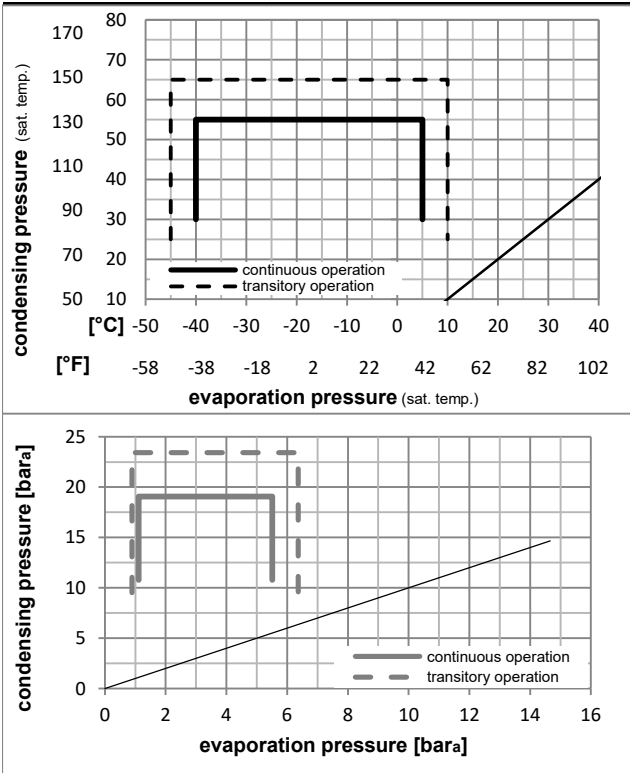 condensing pressure (sat. temp.)
170 80
150 70
130 60
50
110 40
90 30
70 20
50 10
continuous operation
transitory operation
[°C] -50 -40 -30 -20 -10 0 10 20 30 40
[°F] -58 -38 -18 2 22 42 62 82 102
evaporation pressure (sat. temp.)
condensing pressure [bara]
25
20
15
10
5
0
continuous operation
transitory operation
0 2 4 6 8 10 12 14 16
evaporation pressure [bara]